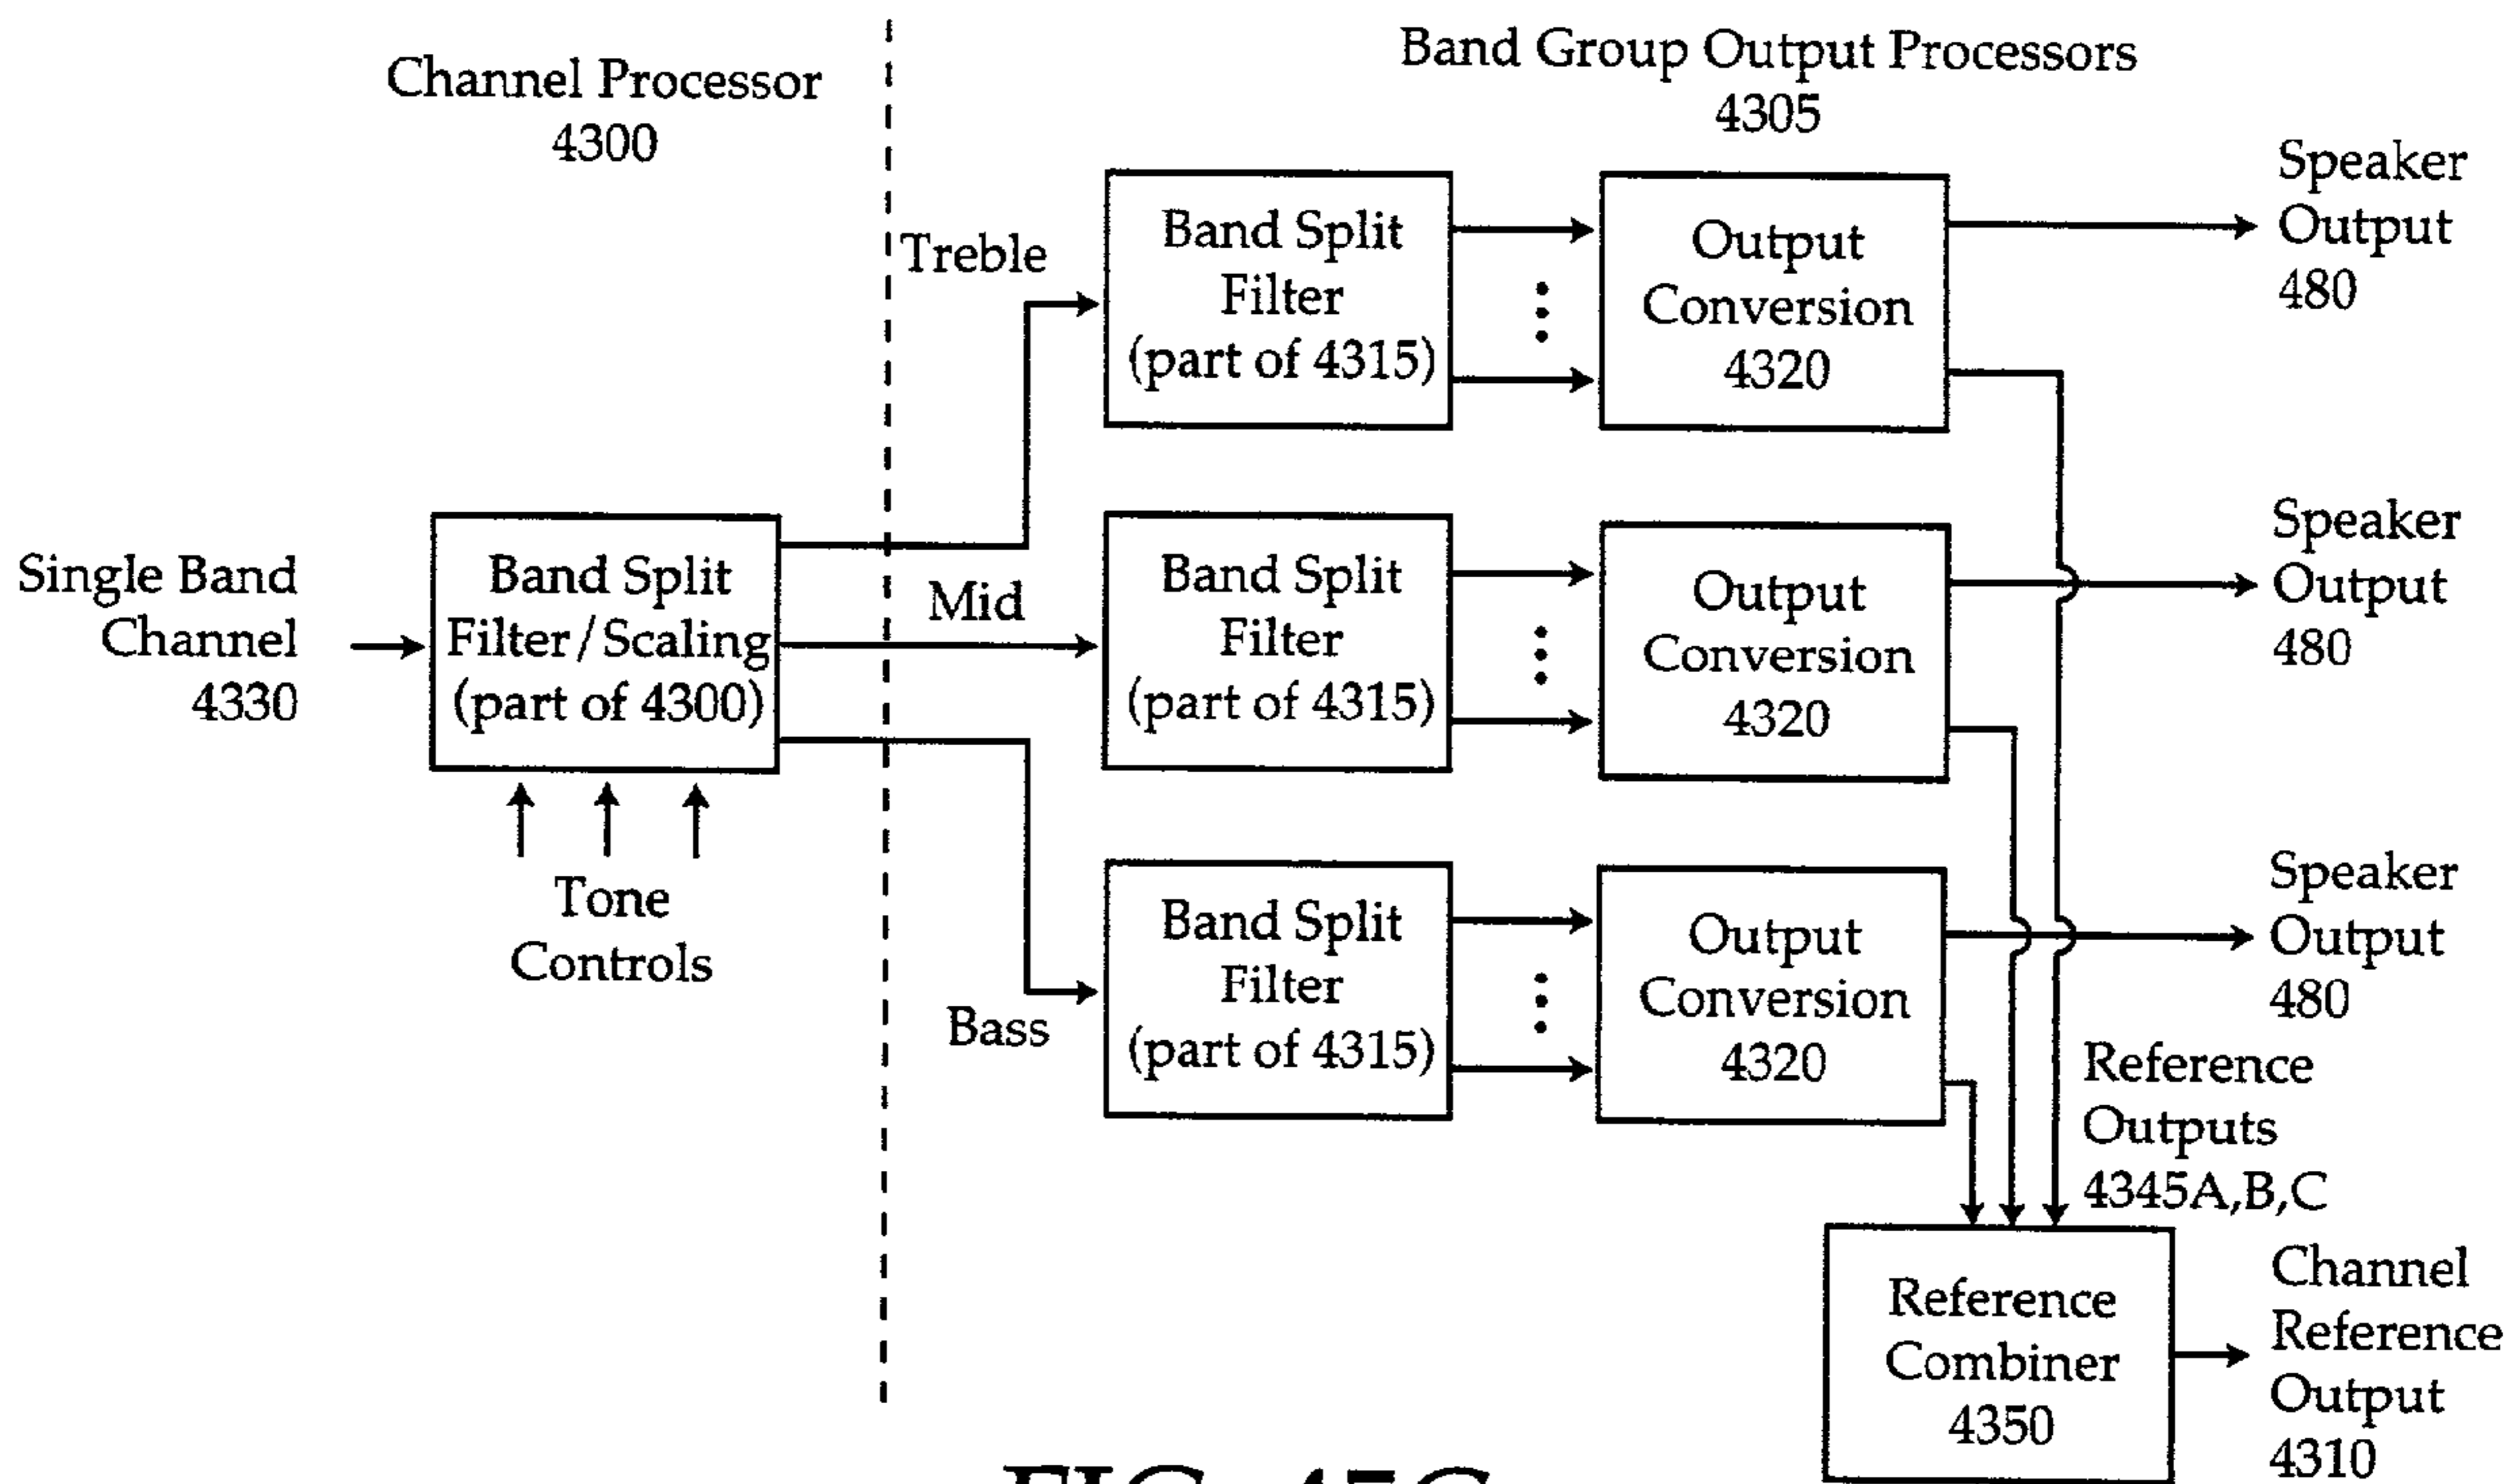 Channel Processor
4300
Band Group Output Processors
4305
Single Band
Channel
4330
Band Split
Filter/Scaling
(part of 4300)
Tone
Controls
Treble
Mid
Bass
Band Split
Filter
(part of 4315)
Output
Conversion
4320
Speaker
Output
480
Band Split
Filter
(part of 4315)
Output
Conversion
4320
Speaker
Output
480
Band Split
Filter
(part of 4315)
Output
Conversion
4320
Speaker
Output
480
Reference
Outputs
4345A,B,C
Reference
Combiner
4350
Channel
Reference
Output
4310